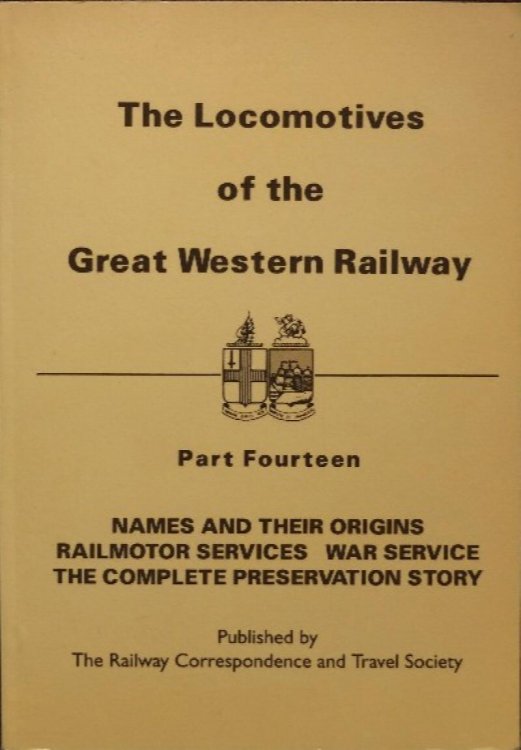 The Locomotives
of the
Great Western Railway
Part Fourteen
NAMES AND THEIR ORIGINS
RAILMOTOR SERVICES WAR SERVICE
THE COMPLETE PRESERVATION STORY
Published by
The Railway Correspondence and Travel Society